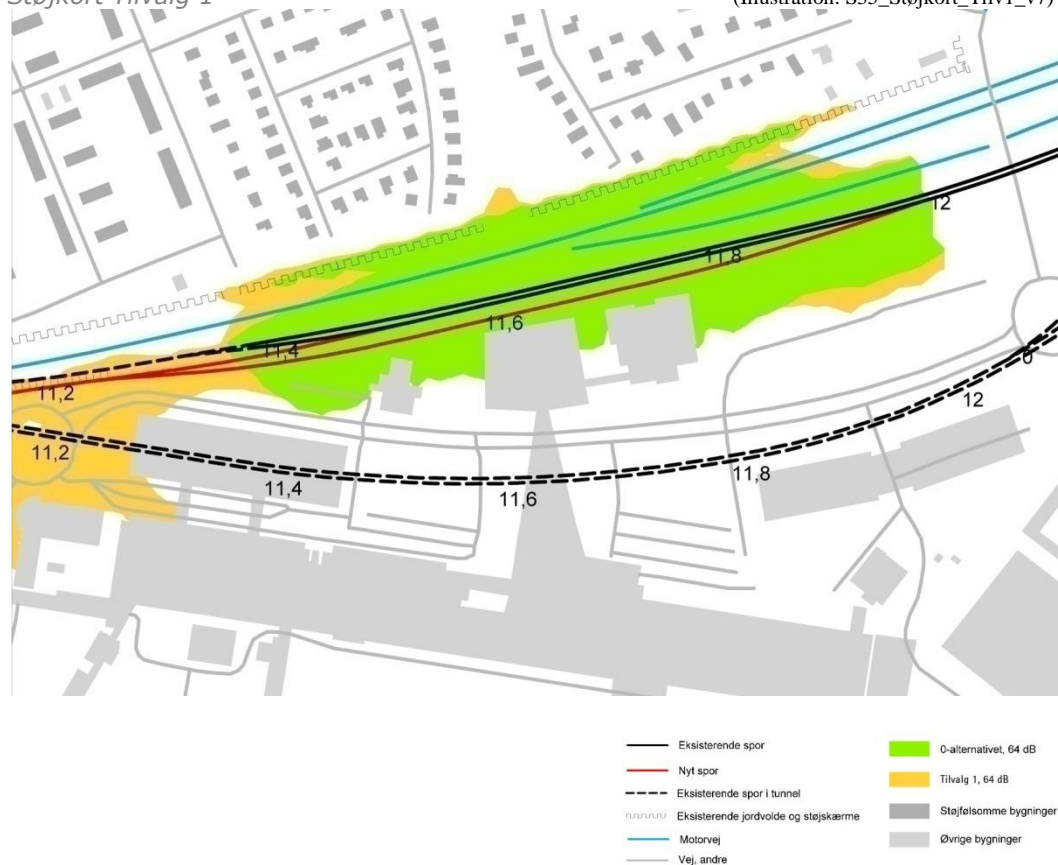 Støjkort Tilvalg 1
(Illustration: S35_Støjkort_Tilv1_v7)
12
11,8
11,6
11,4
11,2
0
12
11,2
11,8
11,4
11,6
Eksisterende spor
Nyt spor
Eksisterende spor i tunnel
Eksisterende jordvolde og støjskærme
Motorvej
Vej, andre
0-alternativet, 64 dB
Tilvalg 1, 64 dB
Støjfølsomme bygninger
Øvrige bygninger